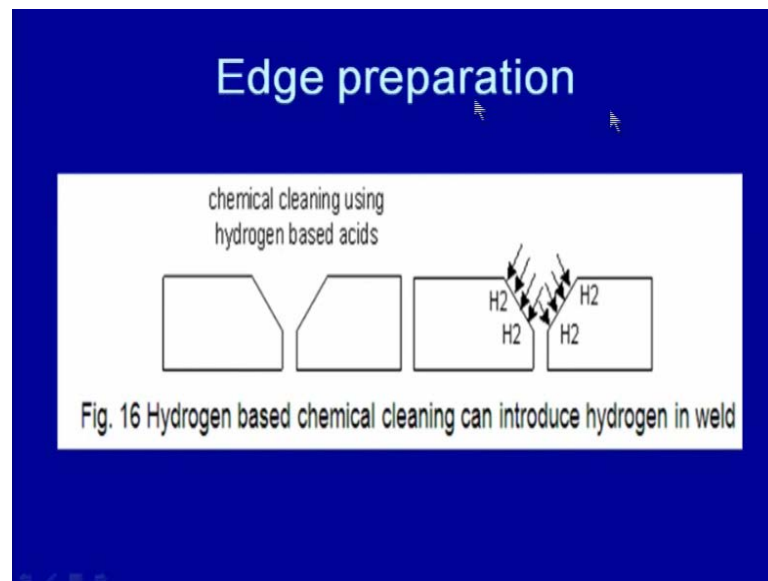 Edge preparation
chemical cleaning using
hydrogen based acids
H2
H2
H2
H2
Fig. 16 Hydrogen based chemical cleaning can introduce hydrogen in weld